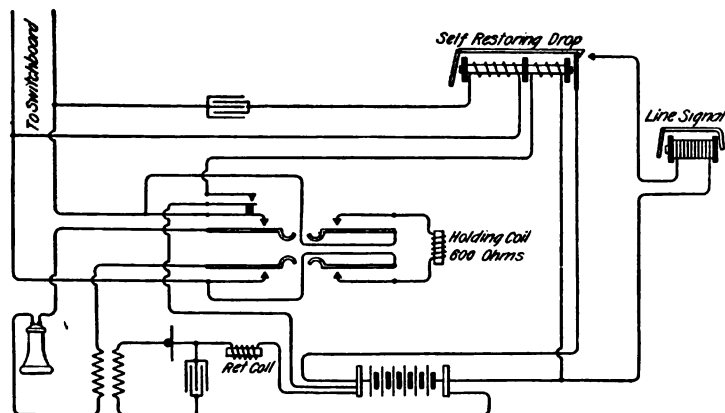 To Switchboard
Self Restoring Drop
Line Signal
Holding Coil
600 Ohms
Ret Coil